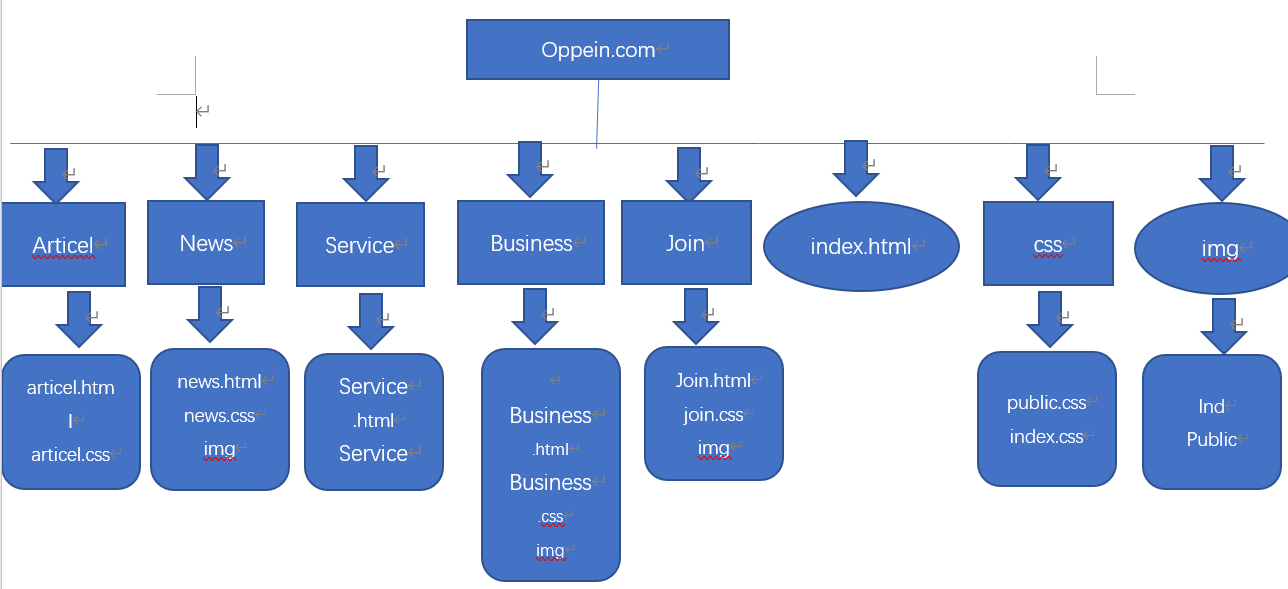 Oppein.com
Articel
News
Service
Business
Join
index.html
css
img
articel.htm
l
articel.css
news.html
news.css
img
Service
.html
Service
Business
.html
Business
.css
img
Join.html
join.css
img
public.css
index.css
Ind
Public